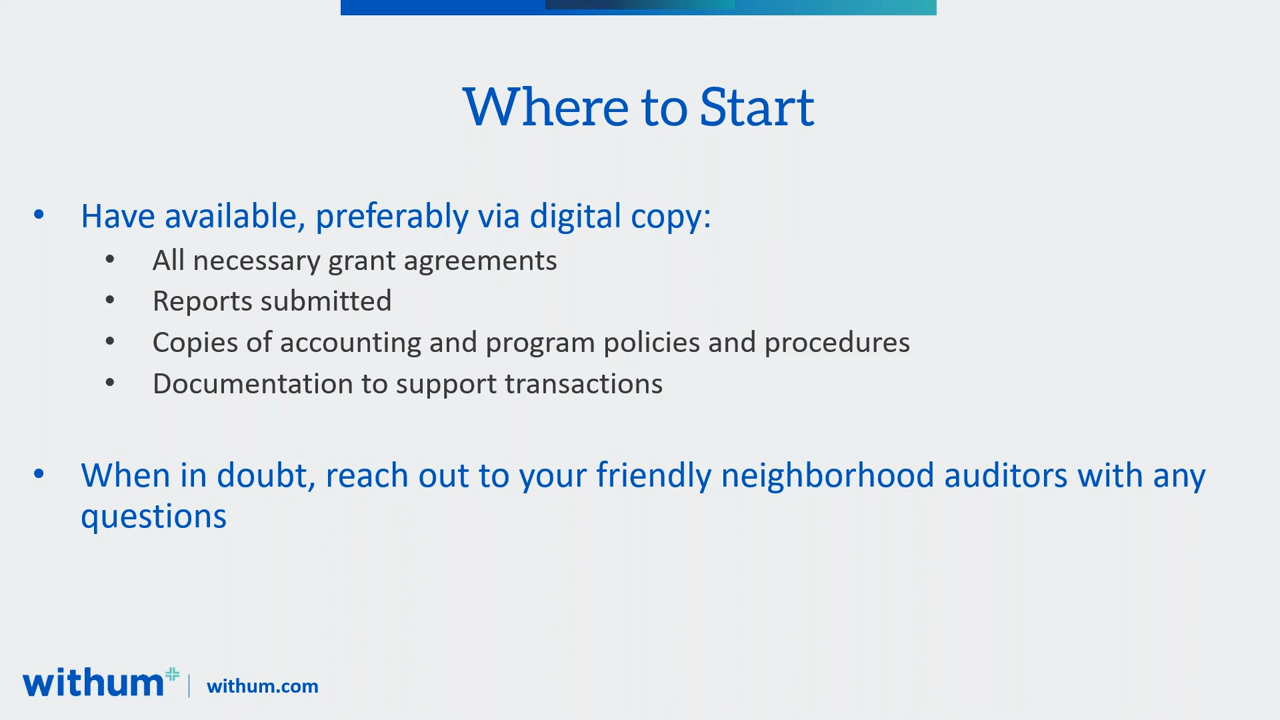 Where to Start
• Have available, preferably via digital copy:
• All necessary grant agreements
• Reports submitted
• Copies of accounting and program policies and procedures
• Documentation to support transactions
• When in doubt, reach out to your friendly neighborhood auditors with any
questions
withum+ | withum.com